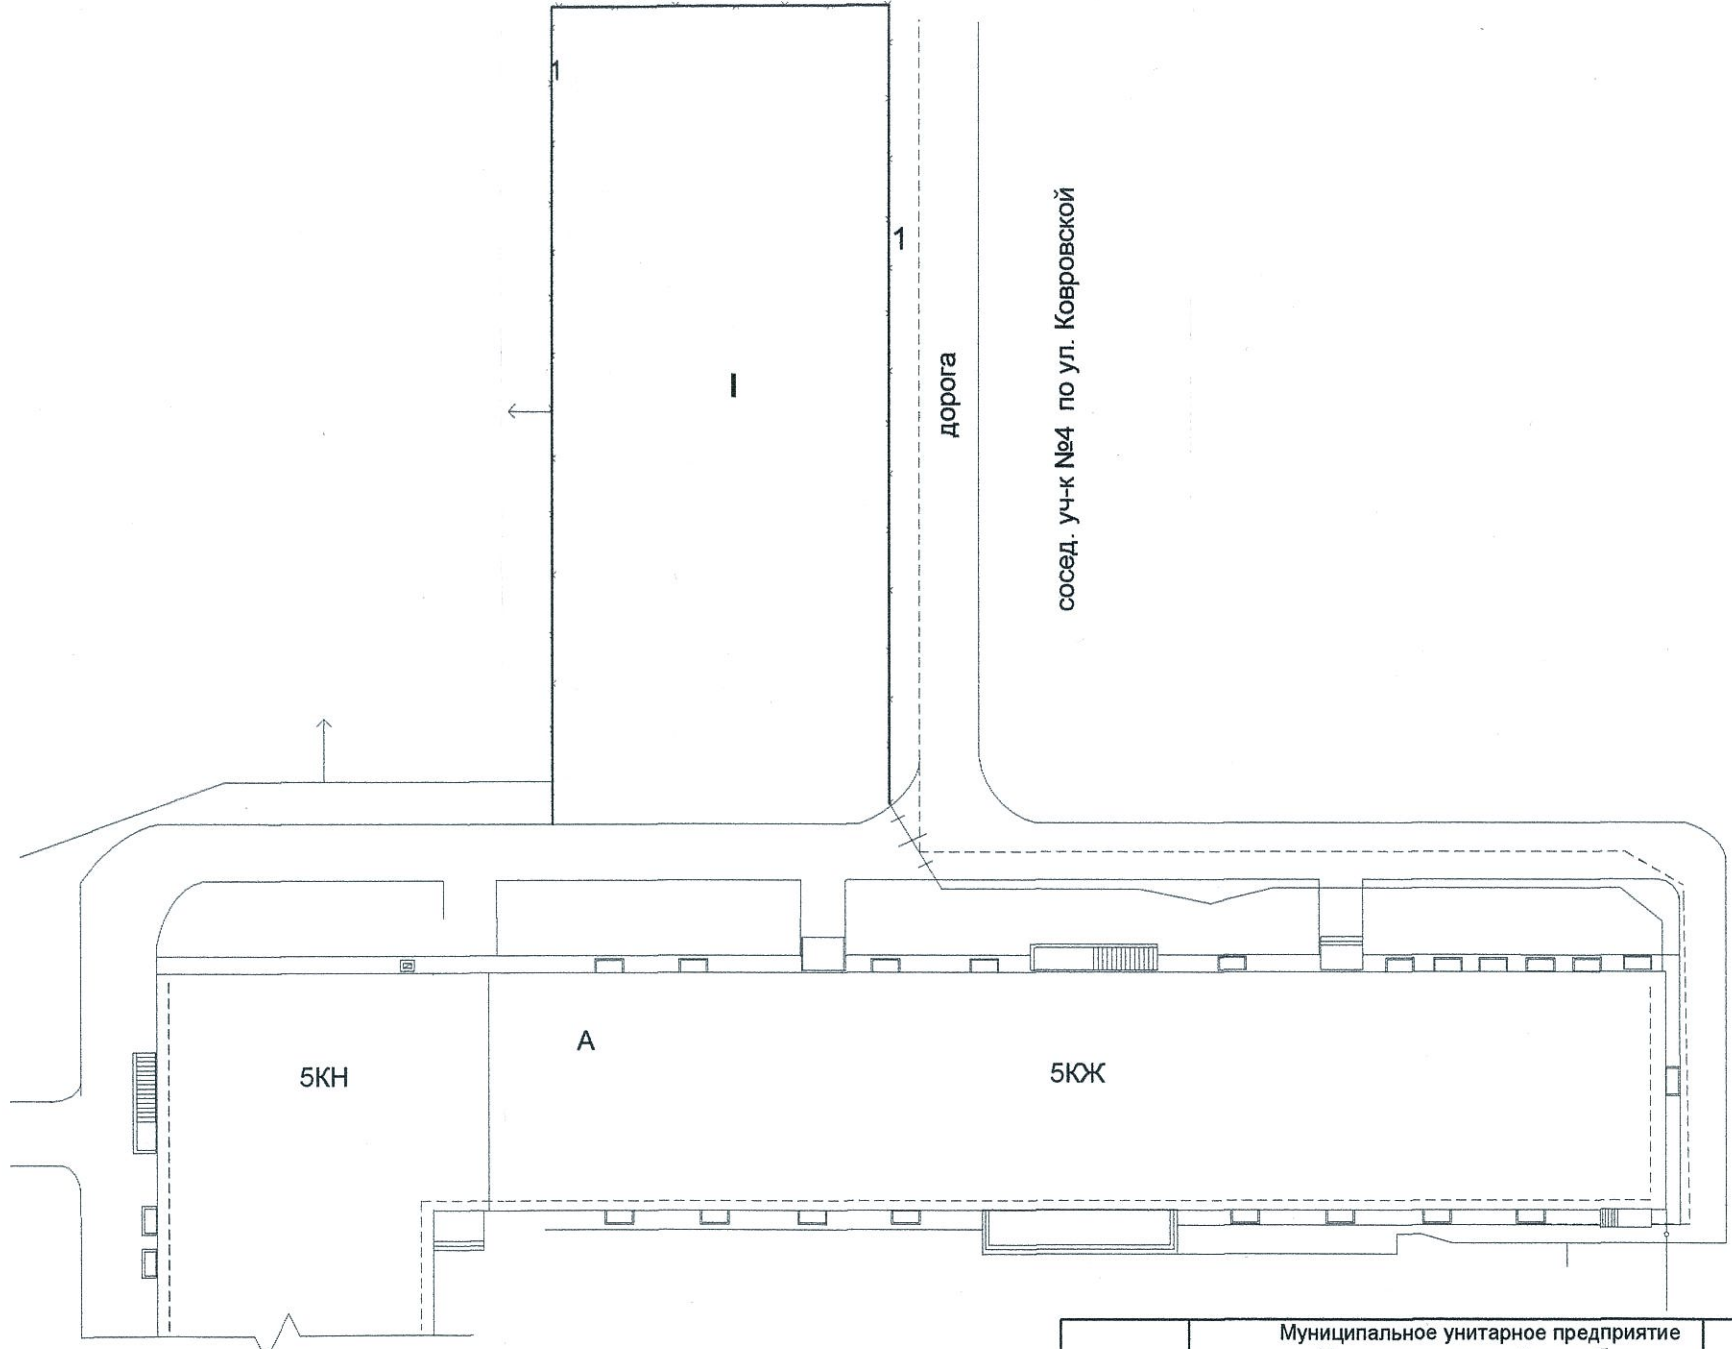 1
1
I
дорога
сосед. уч-к №4 по ул. Ковровской
А
5КН
5КЖ
Муниципальное унитарное предприятие